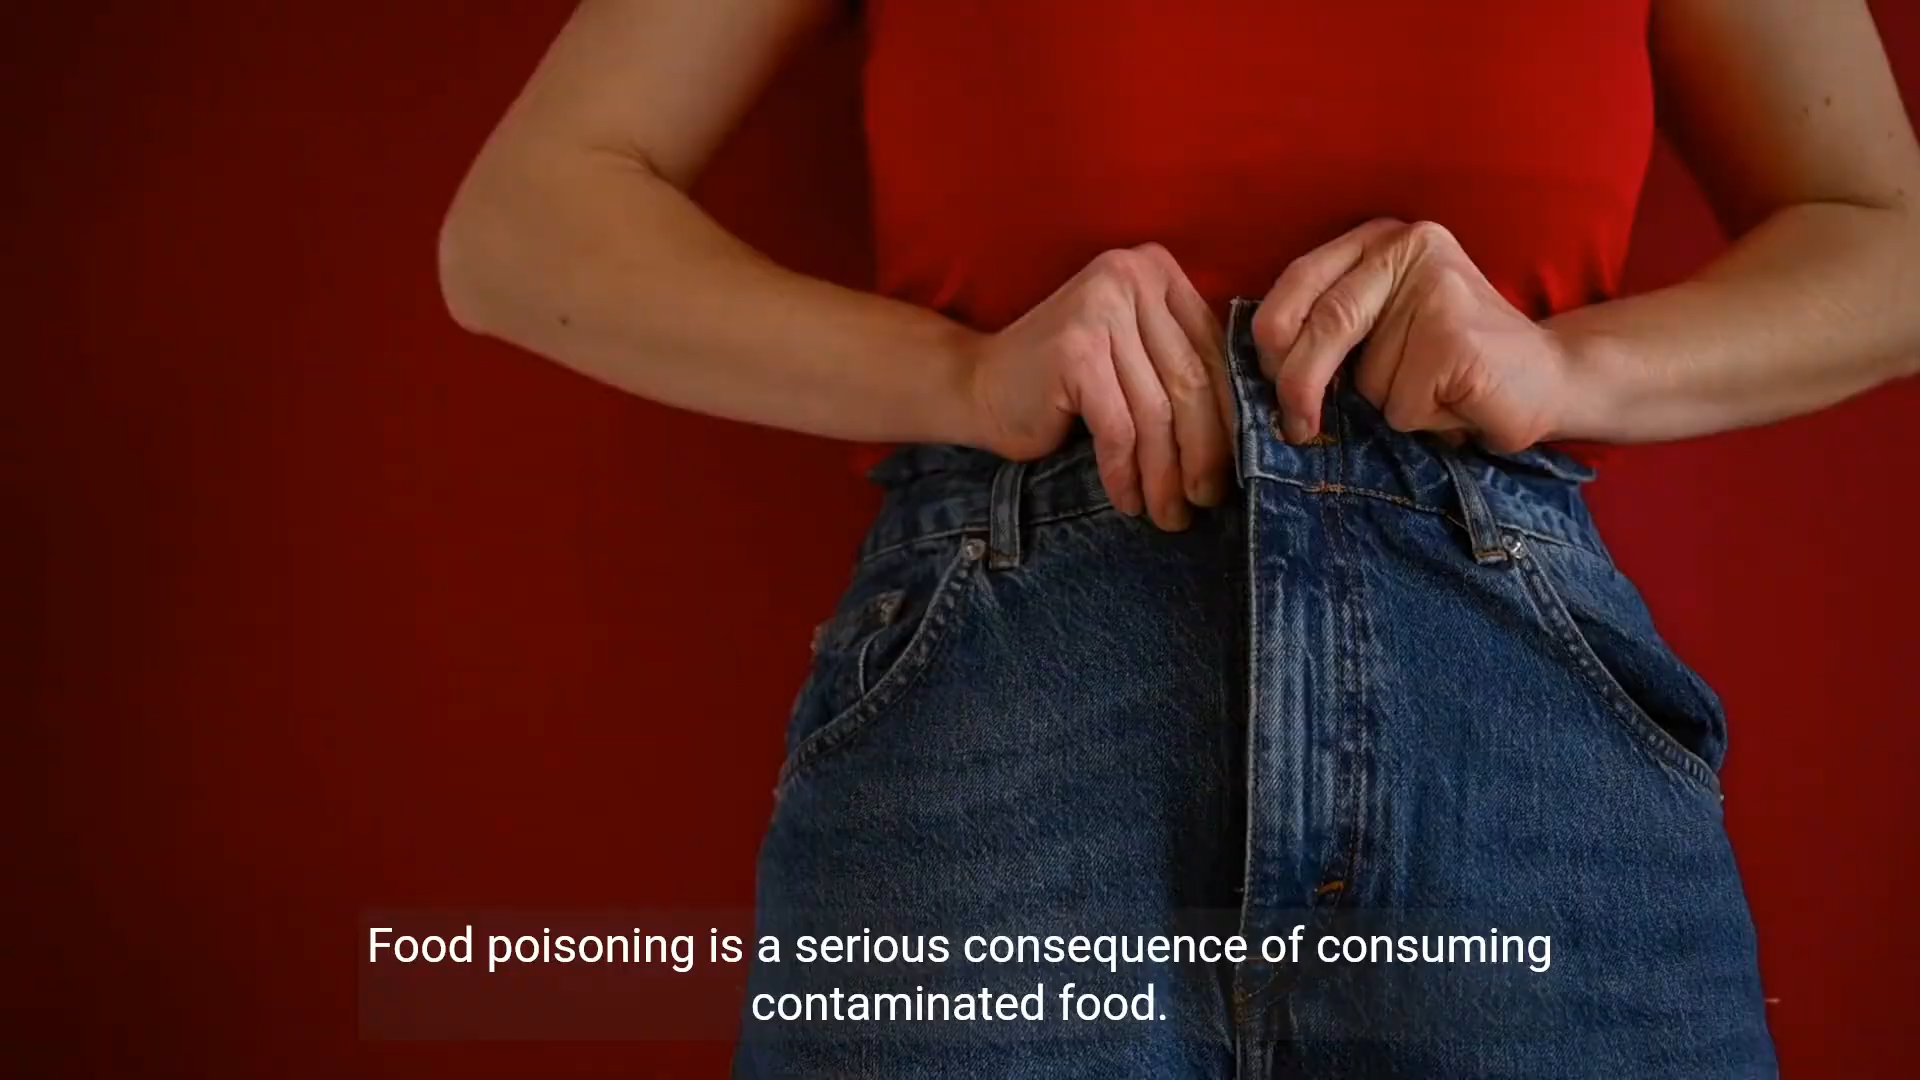 Food poisoning is a serious consequence of consuming
contaminated food.